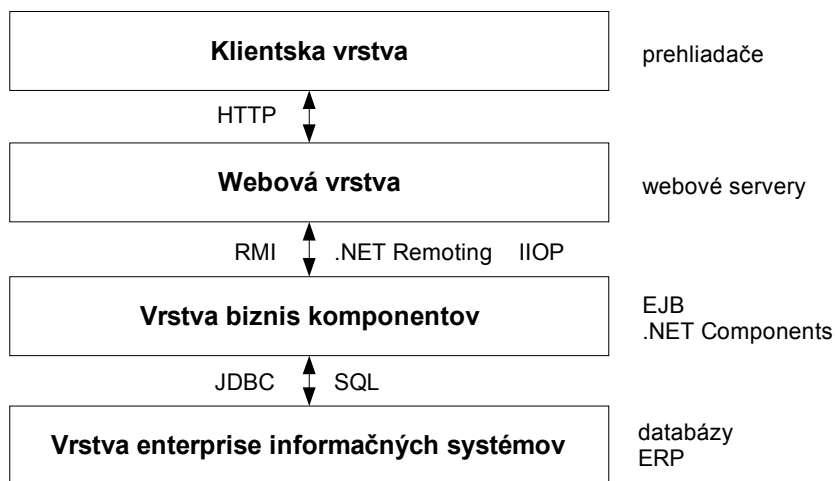 Klientska vrstva
prehliadače
HTTP
Webová vrstva
webové servery
RMI .NET Remoting IIOP
Vrstva biznis komponentov
EJB
.NET Components
JDBC SQL
Vrstva enterprise informačných systémov
databázy
ERP